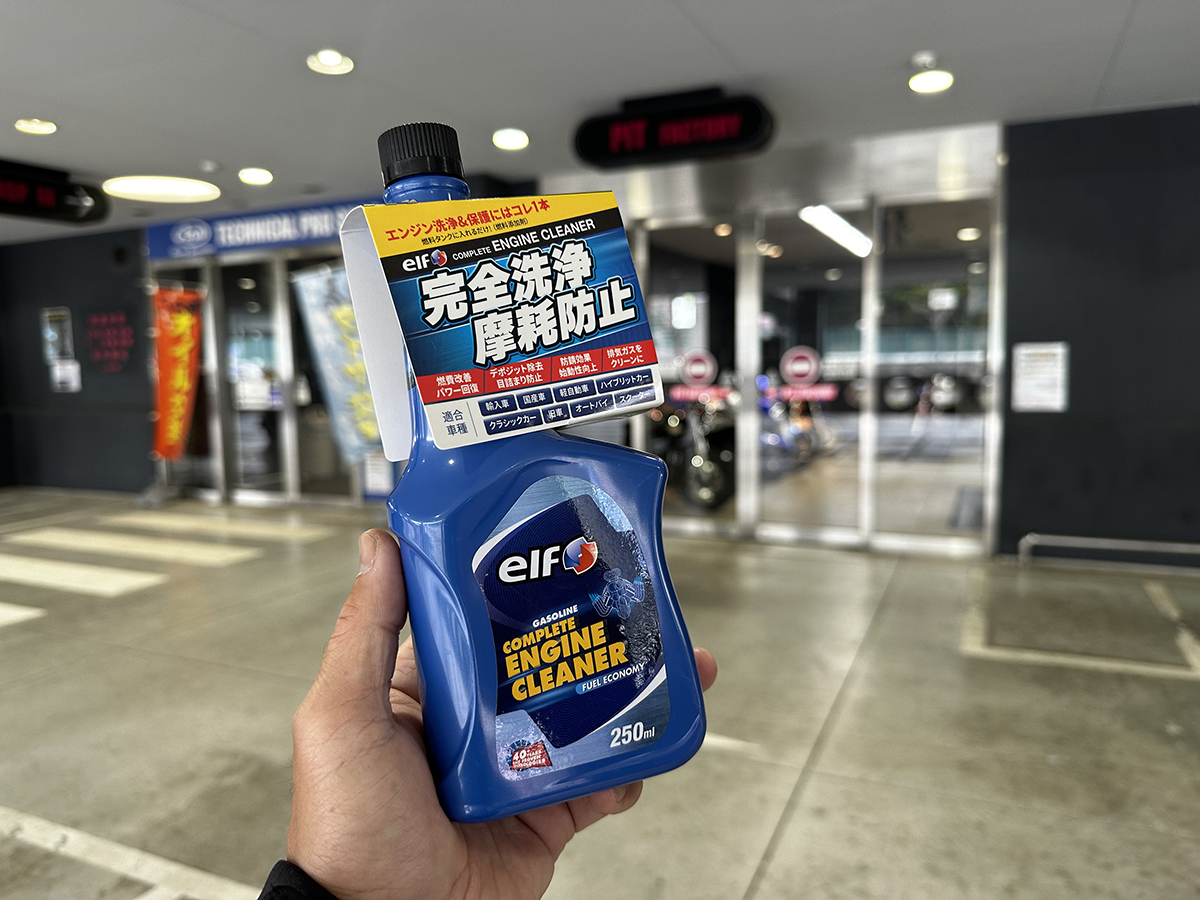 PIT FACTORY
TECHNICAL PRO
エンジン洗浄&保護にはコレ1本
燃料タンクに入れるだけ!(燃料添加剤)
elf COMPLETE ENGINE CLEANER
完全洗浄
摩耗防止
燃費改善
パワー回復
デポジット除去
目詰まり防止
防錆効果
始動性向上
排気ガスを
クリーンに
適合
車種
輸入車 国産車 軽自動車 ハイブリットカー
クラシックカー 旧車 オートバイ スクーター
elf
GASOLINE
COMPLETE
ENGINE
CLEANER
FUEL ECONOMY
250ml